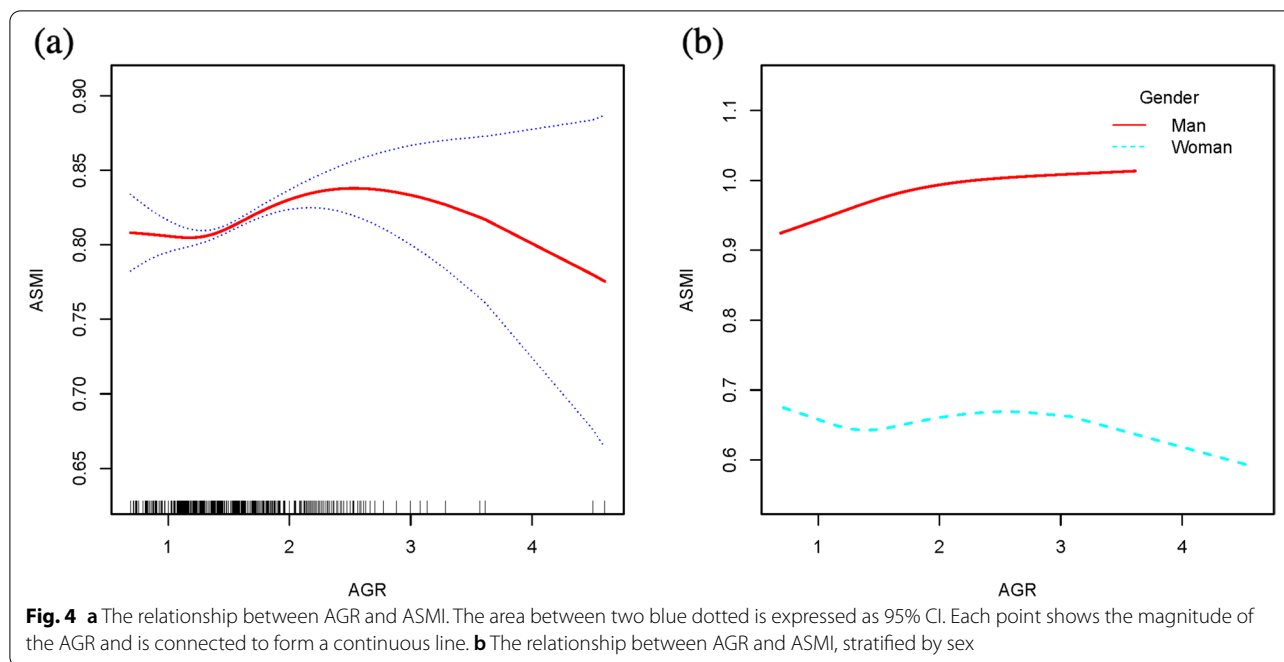 (a)
ASMI
0.90
0.85
0.80
0.75
0.70
0.65
1 2 3 4
AGR
(b)
ASMI
1.1
1.0
0.9
0.8
0.7
0.6
Gender
Man
Woman
1 2 3 4
AGR
Fig. 4 a The relationship between AGR and ASMI. The area between two blue dotted is expressed as 95% CI. Each point shows the magnitude of
the AGR and is connected to form a continuous line. b The relationship between AGR and ASMI, stratified by sex